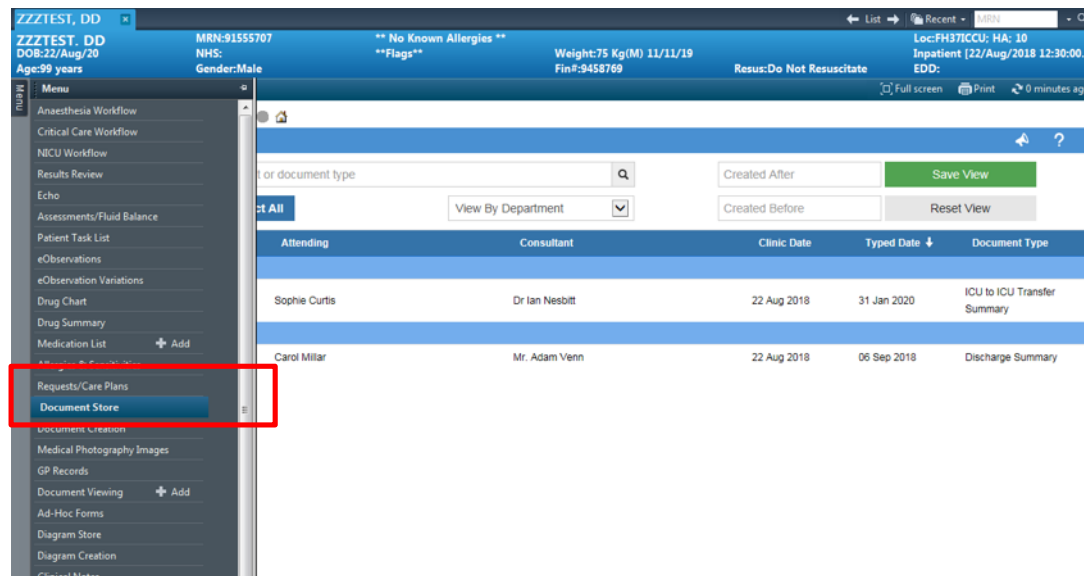 ZZZTEST, DD
List Recent MRN
ZZZTEST. DD MRN:91555707 ** No Known Allergies ** Loc:FH37ICCU; HA; 10
DOB:22/Aug/20 NHS: **Flags** Weight:75 Kg(M) 11/11/19 Inpatient [22/Aug/2018 12:30:00
Age:99 years Gender:Male Fin#:9458769 Resus:Do Not Resuscitate EDD:
Menu
Menu Full screen Print 0 minutes ag
Anaesthesia Workflow
Critical Care Workflow
NICU Workflow
Results Review
Echo
Assessments/Fluid Balance
Patient Task List
eObservations
eObservation Variations
Drug Chart
Drug Summary
Medication List Add
Allergies & Sensitivities
Requests/Care Plans
Document Store
Document Creation
Medical Photography Images
GP Records
Document Viewing Add
Ad-Hoc Forms
Diagram Store
Diagram Creation
Clinical Notes
?
t or document type Created After Save View
ct All View By Department Created Before Reset View
Attending Consultant Clinic Date Typed Date Document Type
Sophie Curtis Dr Ian Nesbitt 22 Aug 2018 31 Jan 2020 ICU to ICU Transfer
Summary
Carol Millar Mr. Adam Venn 22 Aug 2018 06 Sep 2018 Discharge Summary